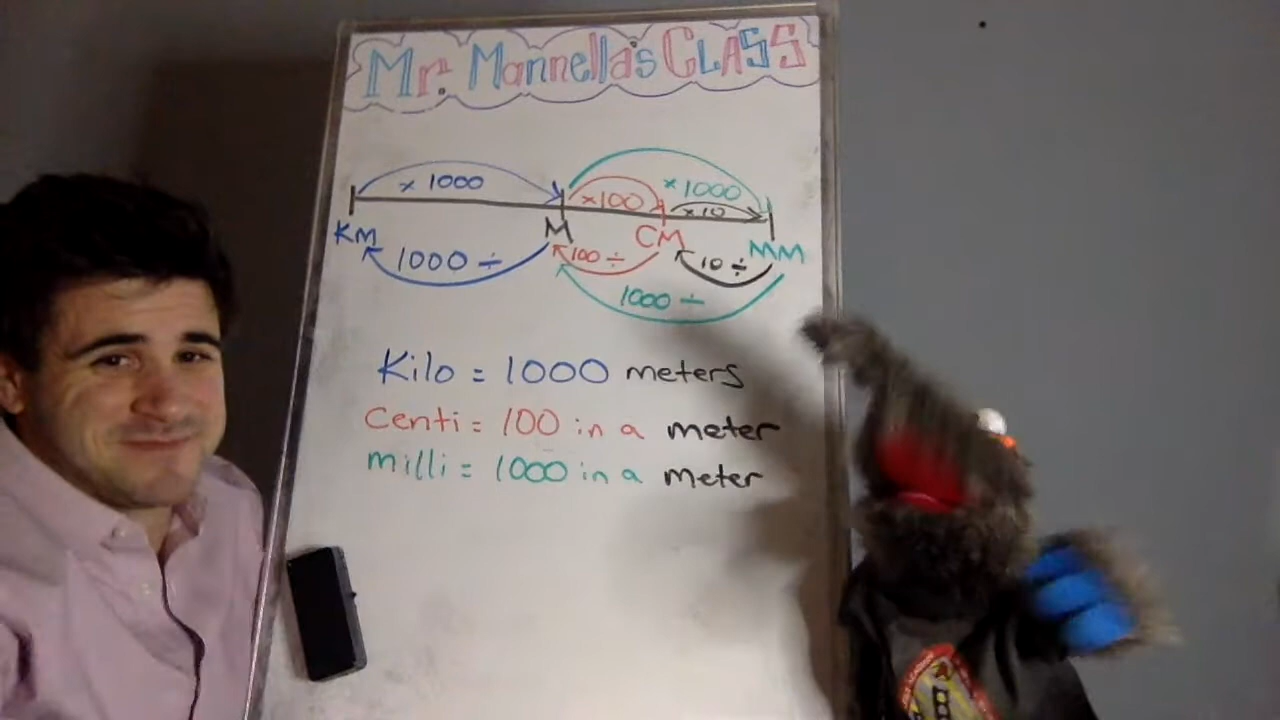 Mr. Mannella's CLASS
× 1000
×100
×1000
×10
KM
M
CM
MM
1000 ÷
100 ÷
10 ÷
1000 ÷
Kilo = 1000 meters
Centi = 100 in a meter
milli = 1000 in a meter